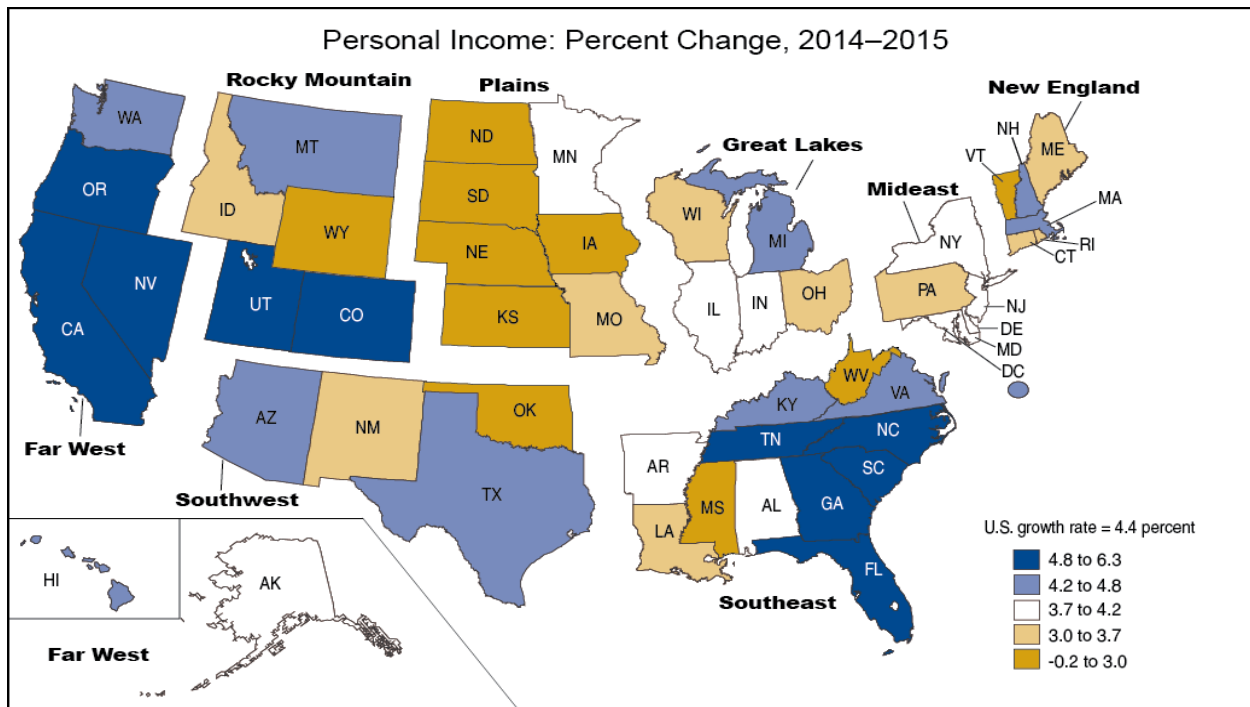 Personal Income: Percent Change, 2014–2015
Rocky Mountain
Plains
New England
Great Lakes
Mideast
WA
MT
ND
MN
NH
ME
VT
OR
ID
SD
WI
MI
MA
WY
NE
IA
NY
RI
CT
NV
UT
CO
KS
MO
IL
IN
OH
PA
NJ
CA
DE
MD
DC
WV
VA
KY
AZ
NM
OK
AR
TN
NC
SC
Far West
Southwest
TX
LA
MS
AL
GA
FL
Southeast
HI
AK
Far West
U.S. growth rate = 4.4 percent
4.8 to 6.3
4.2 to 4.8
3.7 to 4.2
3.0 to 3.7
-0.2 to 3.0